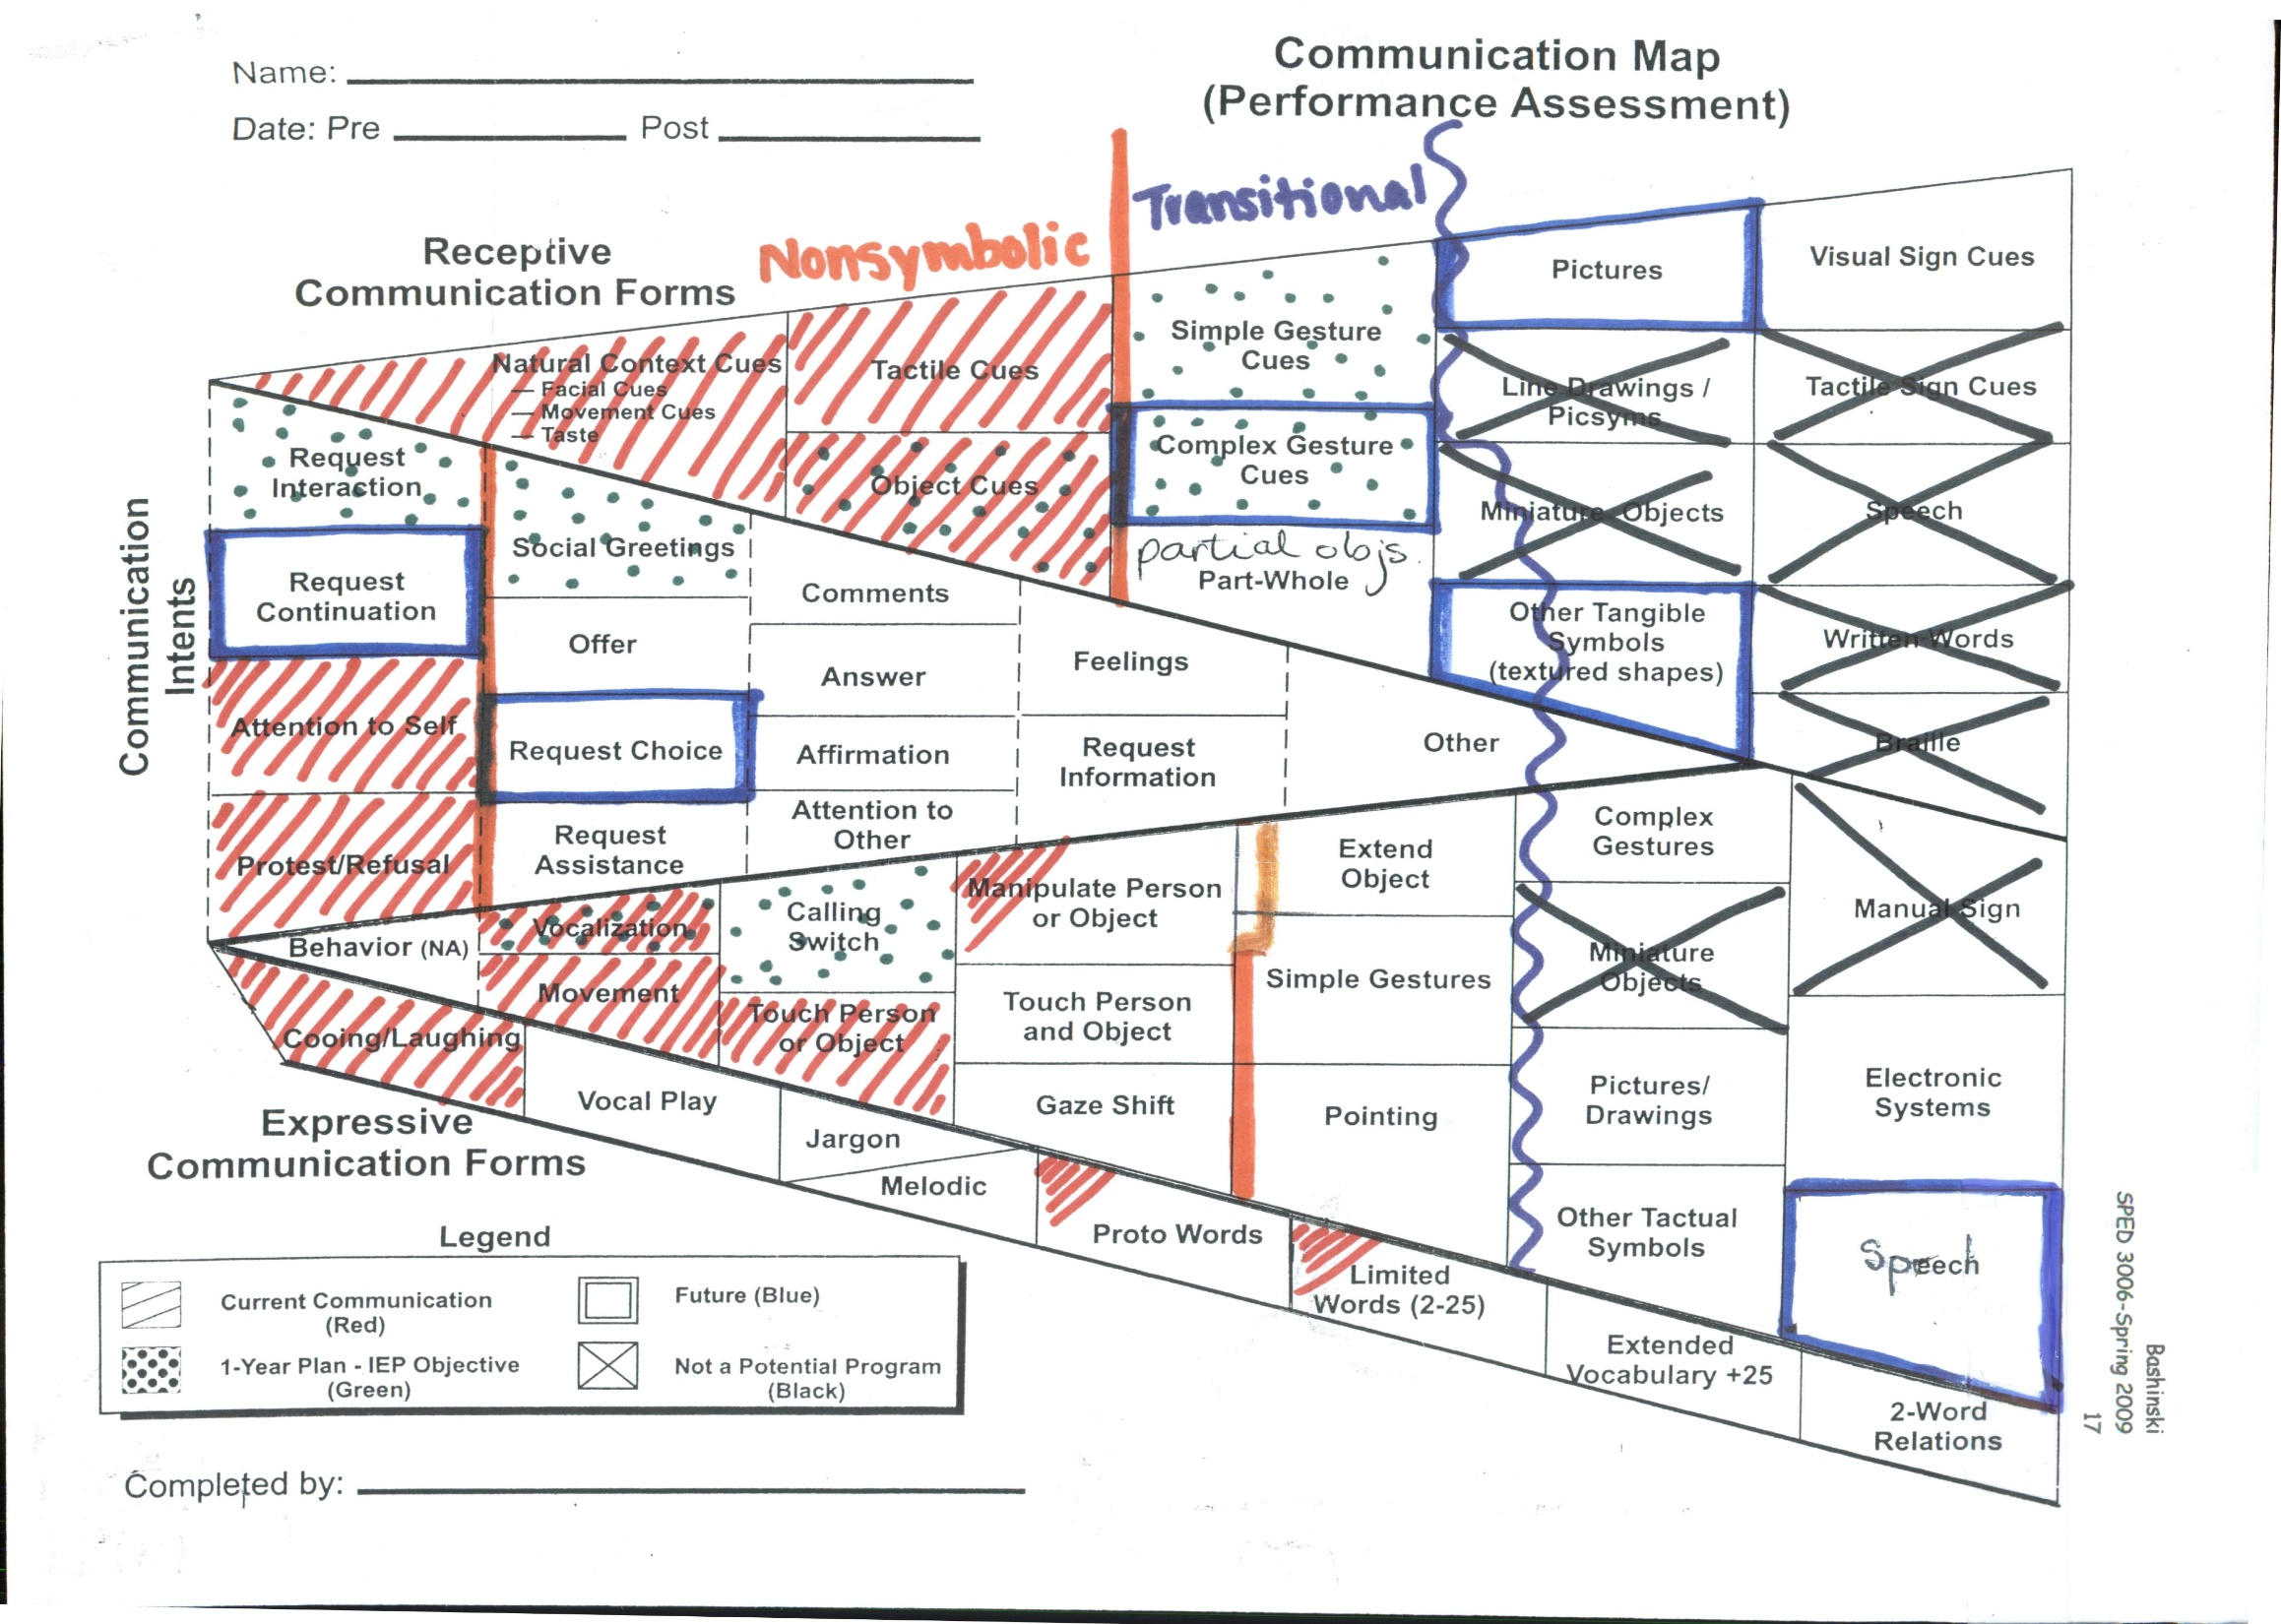 Name:
Date: Pre
Post
Communication Map
(Performance Assessment)
Nonsymbolic
Transitional
Receptive
Communication Forms
Natural Context Cues
— Facial Cues
— Movement Cues
— Taste
Tactile Cues
Object Cues
Simple Gesture
Cues
Complex Gesture
Cues
partial objs.
Part-Whole
Pictures
Line Drawings /
Picsyms
Miniature Objects
Other Tangible
Symbols
(textured shapes)
Visual Sign Cues
Tactile Sign Cues
Speech
Written Words
Braille
Communication
Intents
Request
Interaction
Request
Continuation
Attention to Self
Protest/Refusal
Social Greetings
Offer
Request Choice
Request
Assistance
Comments
Answer
Affirmation
Attention to
Other
Feelings
Request
Information
Other
Behavior (NA)
Vocalization
Movement
Calling
Switch
Touch Person
or Object
Manipulate Person
or Object
Touch Person
and Object
Gaze Shift
Extend
Object
Simple Gestures
Pointing
Complex
Gestures
Miniature
Objects
Pictures/
Drawings
Other Tactual
Symbols
Manual Sign
Electronic
Systems
Speech
Cooing/Laughing
Vocal Play
Jargon
Melodic
Proto Words
Limited
Words (2-25)
Extended
Vocabulary +25
2-Word
Relations
Expressive
Communication Forms
Legend
Current Communication
(Red)
1-Year Plan - IEP Objective
(Green)
Future (Blue)
Not a Potential Program
(Black)
Completed by:
Bashinski
SPED 3006-Spring 2009
17